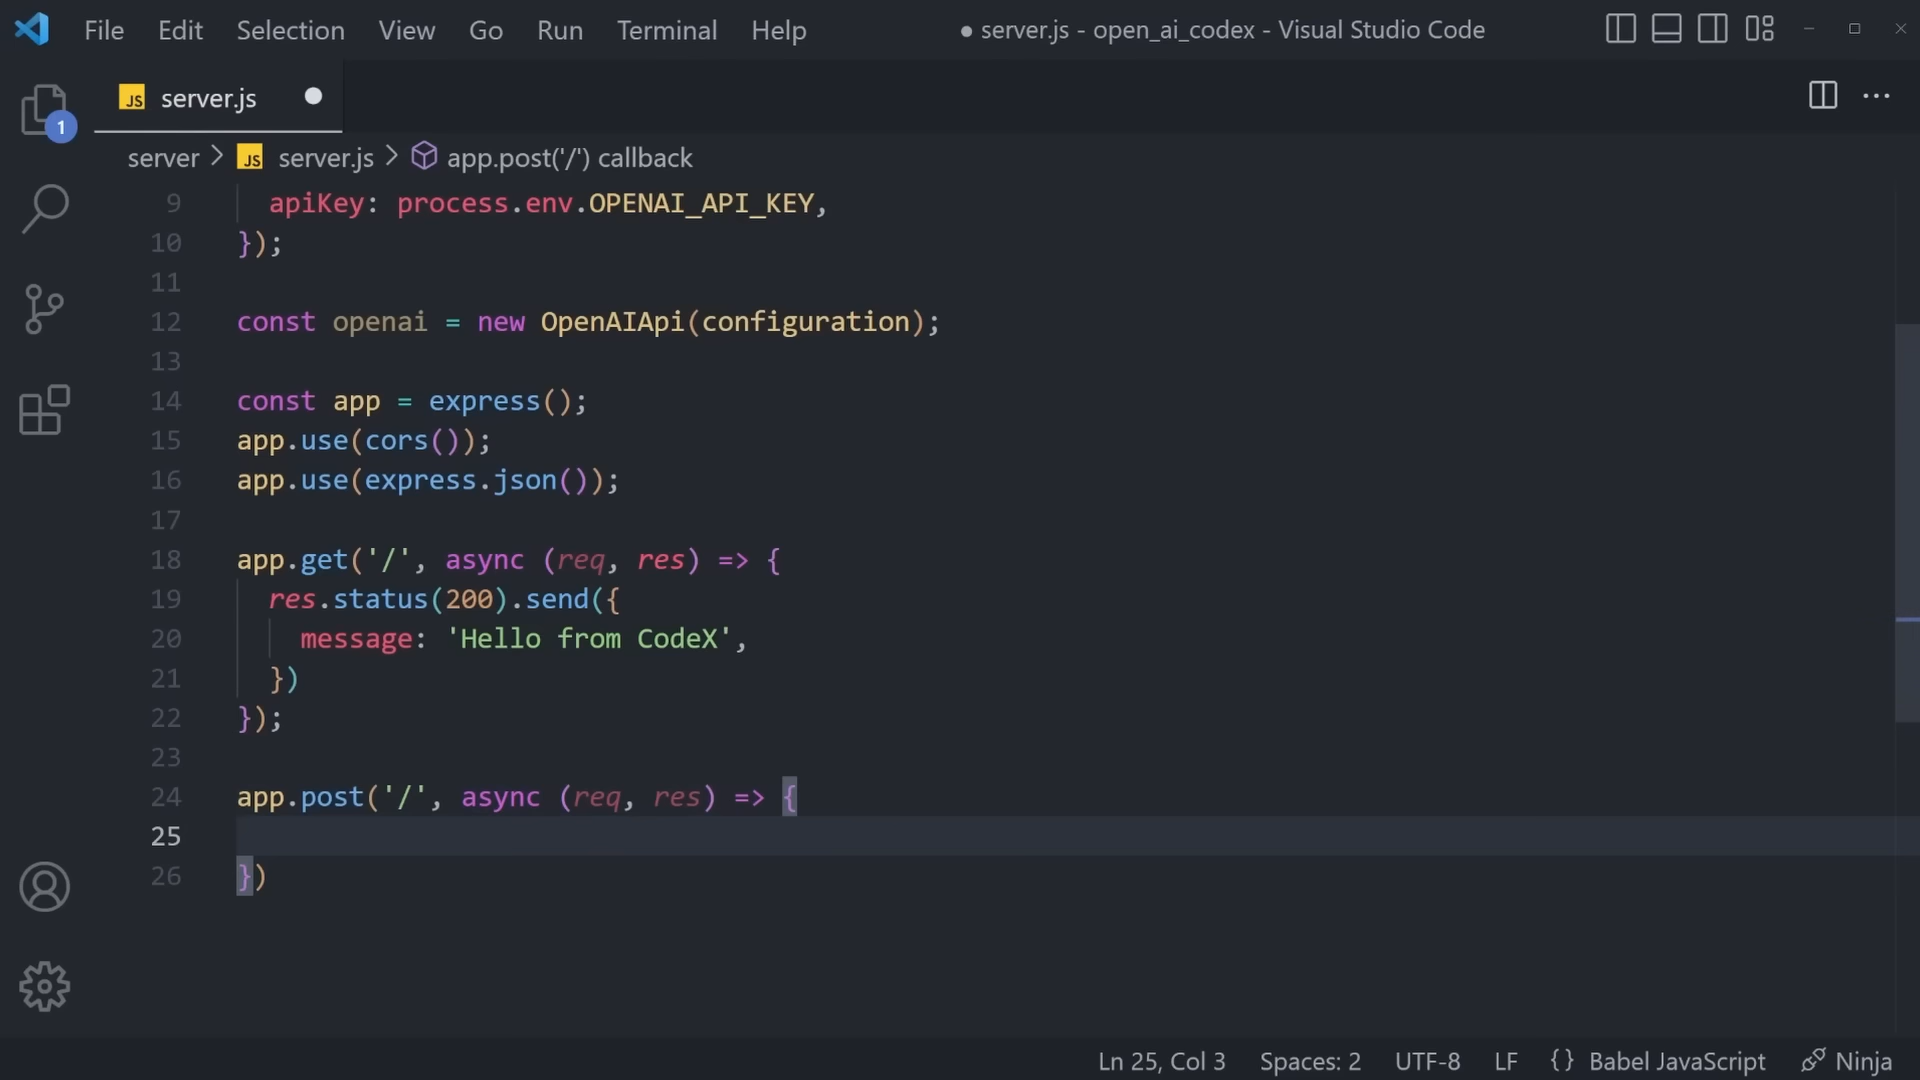 File Edit Selection View Go Run Terminal Help ● server.js - open_ai_codex - Visual Studio Code
JS server.js
1
server > JS server.js > app.post('/') callback
9 apiKey: process.env.OPENAI_API_KEY,
10 });
11
12 const openai = new OpenAIApi(configuration);
13
14 const app = express();
15 app.use(cors());
16 app.use(express.json());
17
18 app.get('/', async (req, res) => {
19 res.status(200).send({
20 message: 'Hello from CodeX',
21 })
22 });
23
24 app.post('/', async (req, res) => {
25
26 })
Ln 25, Col 3 Spaces: 2 UTF-8 LF {} Babel JavaScript Ninja